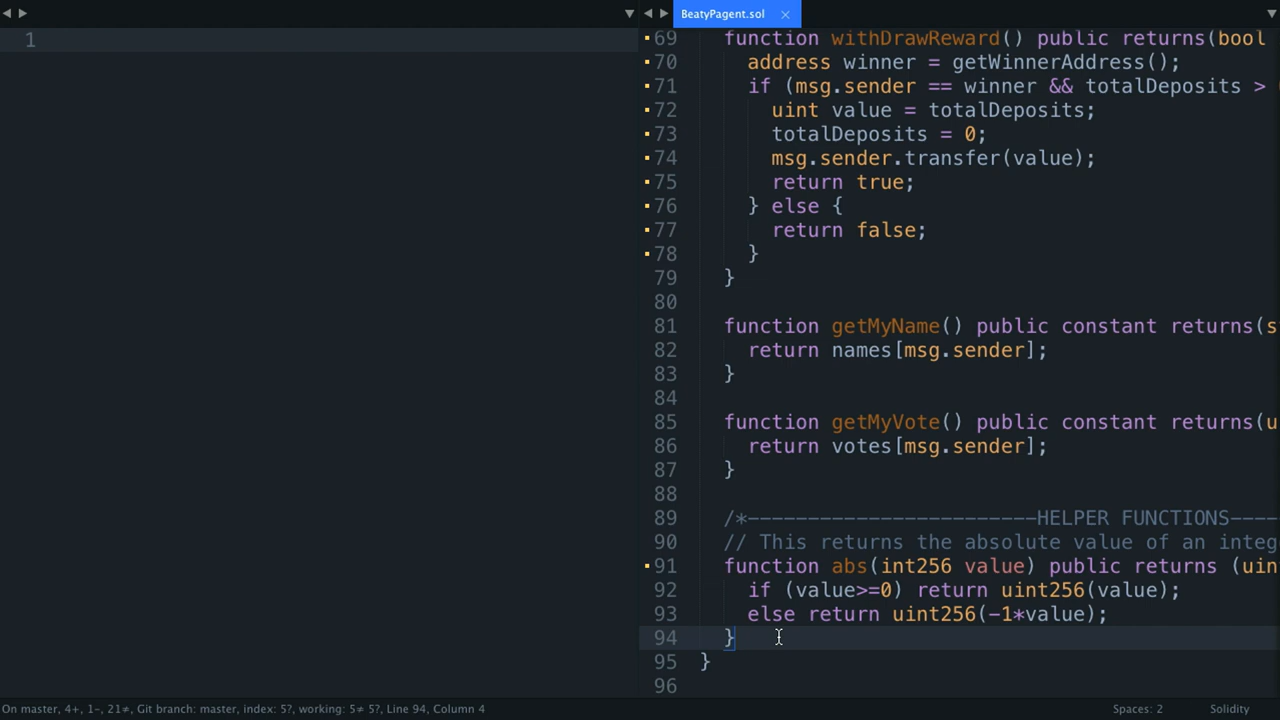 BeatyPagent.sol ×
1
69 function withDrawReward() public returns(bool
70 address winner = getWinnerAddress();
71 if (msg.sender == winner && totalDeposits >
72 uint value = totalDeposits;
73 totalDeposits = 0;
74 msg.sender.transfer(value);
75 return true;
76 } else {
77 return false;
78 }
79 }
80
81 function getMyName() public constant returns(s
82 return names[msg.sender];
83 }
84
85 function getMyVote() public constant returns(u
86 return votes[msg.sender];
87 }
88
89 /*------------------------HELPER FUNCTIONS----
90 // This returns the absolute value of an integ
91 function abs(int256 value) public returns (uin
92 if (value>=0) return uint256(value);
93 else return uint256(-1*value);
94 }
95 }
96
On master, 4+, 1-, 21≠, Git branch: master, index: 5?, working: 5≠ 5?, Line 94, Column 4
Spaces: 2
Solidity